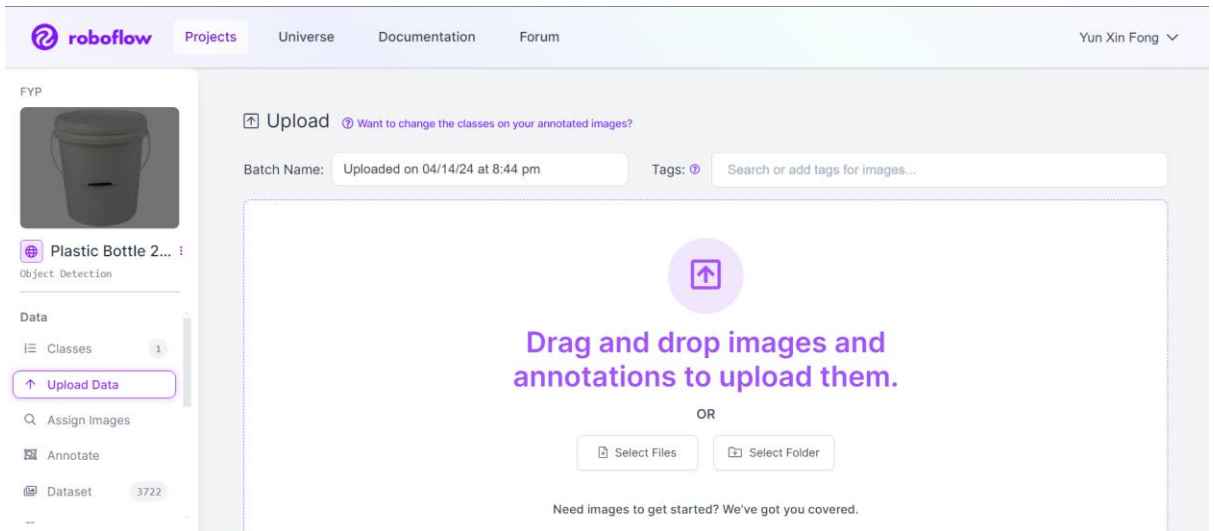 roboflow Projects Universe Documentation Forum Yun Xin Fong
FYP
Plastic Bottle 2...
Object Detection
Data
Classes 1
Upload Data
Assign Images
Annotate
Dataset 3722
Upload Want to change the classes on your annotated images?
Batch Name: Uploaded on 04/14/24 at 8:44 pm Tags: Search or add tags for images...
Drag and drop images and
annotations to upload them.
OR
Select Files Select Folder
Need images to get started? We've got you covered.